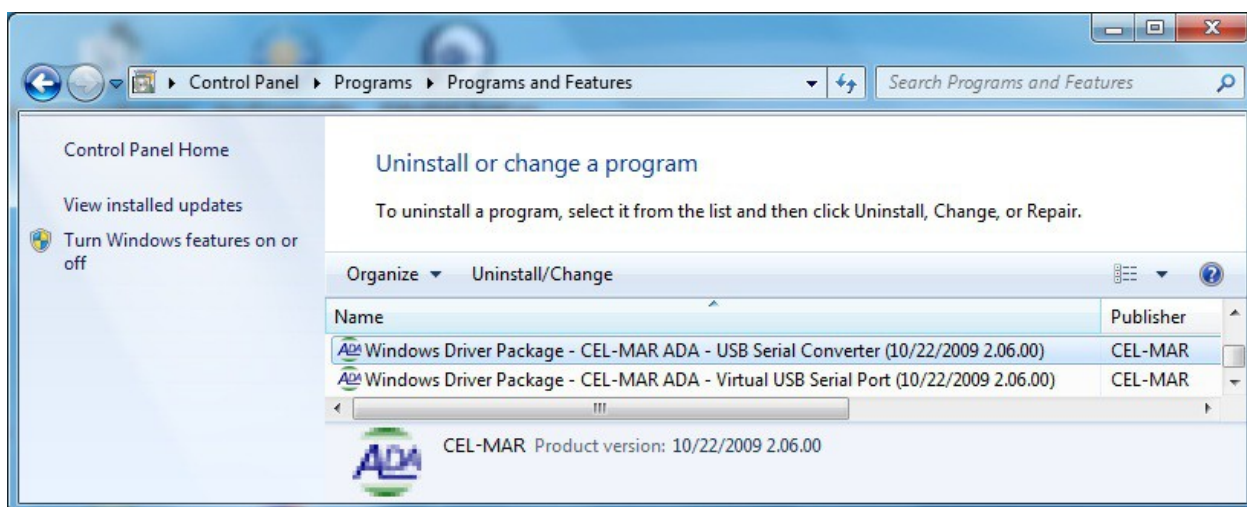 Control Panel ▸ Programs ▸ Programs and Features
Search Programs and Features
Control Panel Home
View installed updates
Turn Windows features on or
off
Uninstall or change a program
To uninstall a program, select it from the list and then click Uninstall, Change, or Repair.
Organize Uninstall/Change
Name Publisher
ADA Windows Driver Package - CEL-MAR ADA - USB Serial Converter (10/22/2009 2.06.00) CEL-MAR
ADA Windows Driver Package - CEL-MAR ADA - Virtual USB Serial Port (10/22/2009 2.06.00) CEL-MAR
ADA
CEL-MAR Product version: 10/22/2009 2.06.00